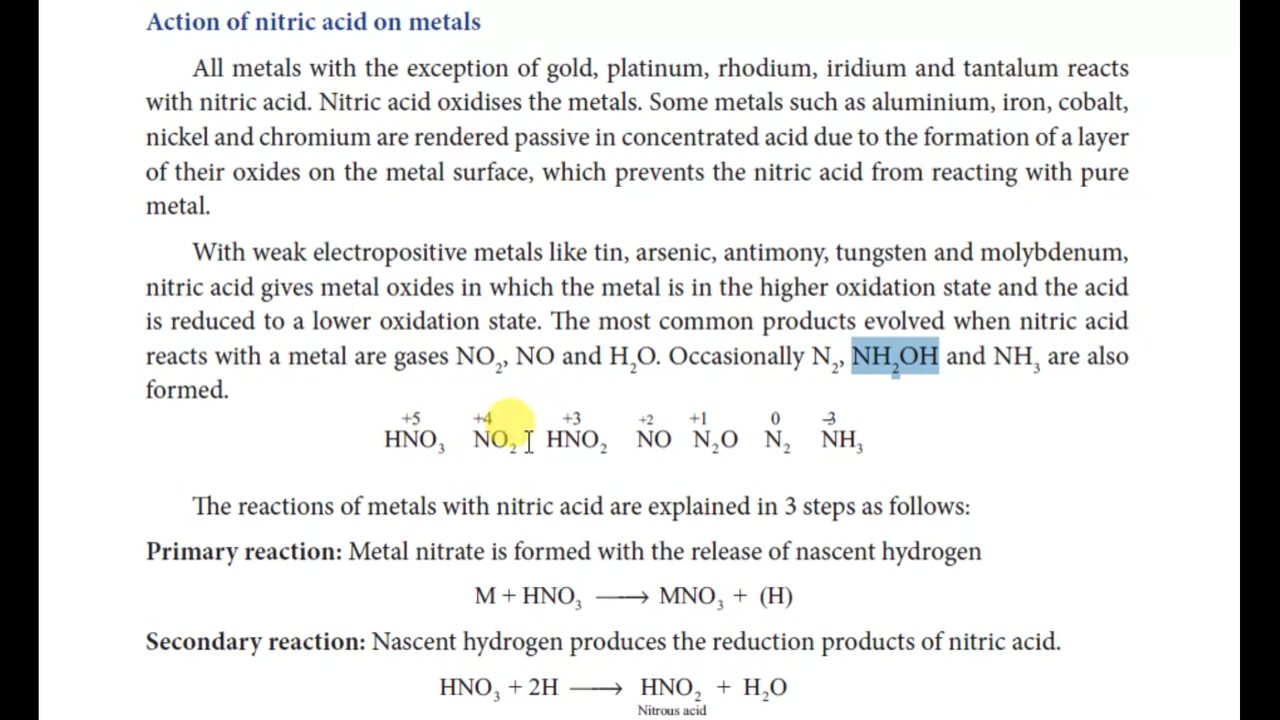 Action of nitric acid on metals
All metals with the exception of gold, platinum, rhodium, iridium and tantalum reacts
with nitric acid. Nitric acid oxidises the metals. Some metals such as aluminium, iron, cobalt,
nickel and chromium are rendered passive in concentrated acid due to the formation of a layer
of their oxides on the metal surface, which prevents the nitric acid from reacting with pure
metal.
With weak electropositive metals like tin, arsenic, antimony, tungsten and molybdenum,
nitric acid gives metal oxides in which the metal is in the higher oxidation state and the acid
is reduced to a lower oxidation state. The most common products evolved when nitric acid
reacts with a metal are gases NO₂, NO and H₂O. Occasionally N₂, NH₂OH and NH₃ are also
formed.
+5 +4 +3 +2 +1 0 -3
HNO₃ NO₂ HNO₂ NO N₂O N₂ NH₃
The reactions of metals with nitric acid are explained in 3 steps as follows:
Primary reaction: Metal nitrate is formed with the release of nascent hydrogen
M + HNO₃ ⟶ MNO₃ + (H)
Secondary reaction: Nascent hydrogen produces the reduction products of nitric acid.
HNO₃ + 2H ⟶ HNO₂ + H₂O
Nitrous acid